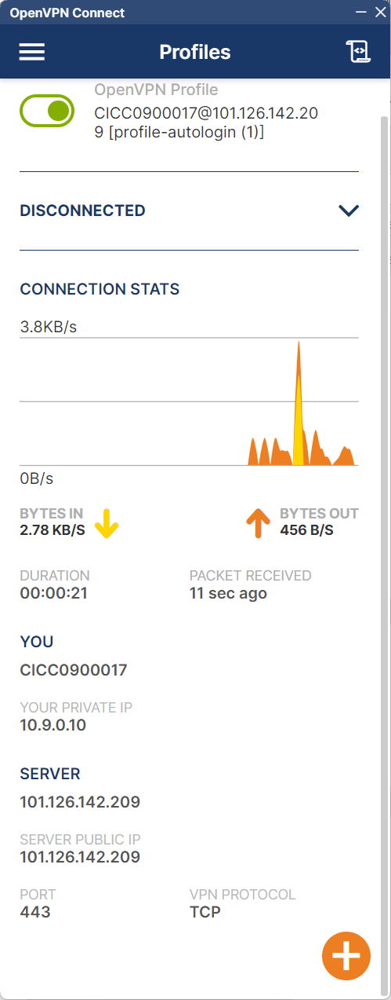 OpenVPN Connect
Profiles
OpenVPN Profile
CICC0900017@101.126.142.20
9 [profile-autologin (1)]
DISCONNECTED
CONNECTION STATS
3.8KB/s
0B/s
BYTES IN
2.78 KB/S
BYTES OUT
456 B/S
DURATION
00:00:21
PACKET RECEIVED
11 sec ago
YOU
CICC0900017
YOUR PRIVATE IP
10.9.0.10
SERVER
101.126.142.209
SERVER PUBLIC IP
101.126.142.209
PORT
443
VPN PROTOCOL
TCP